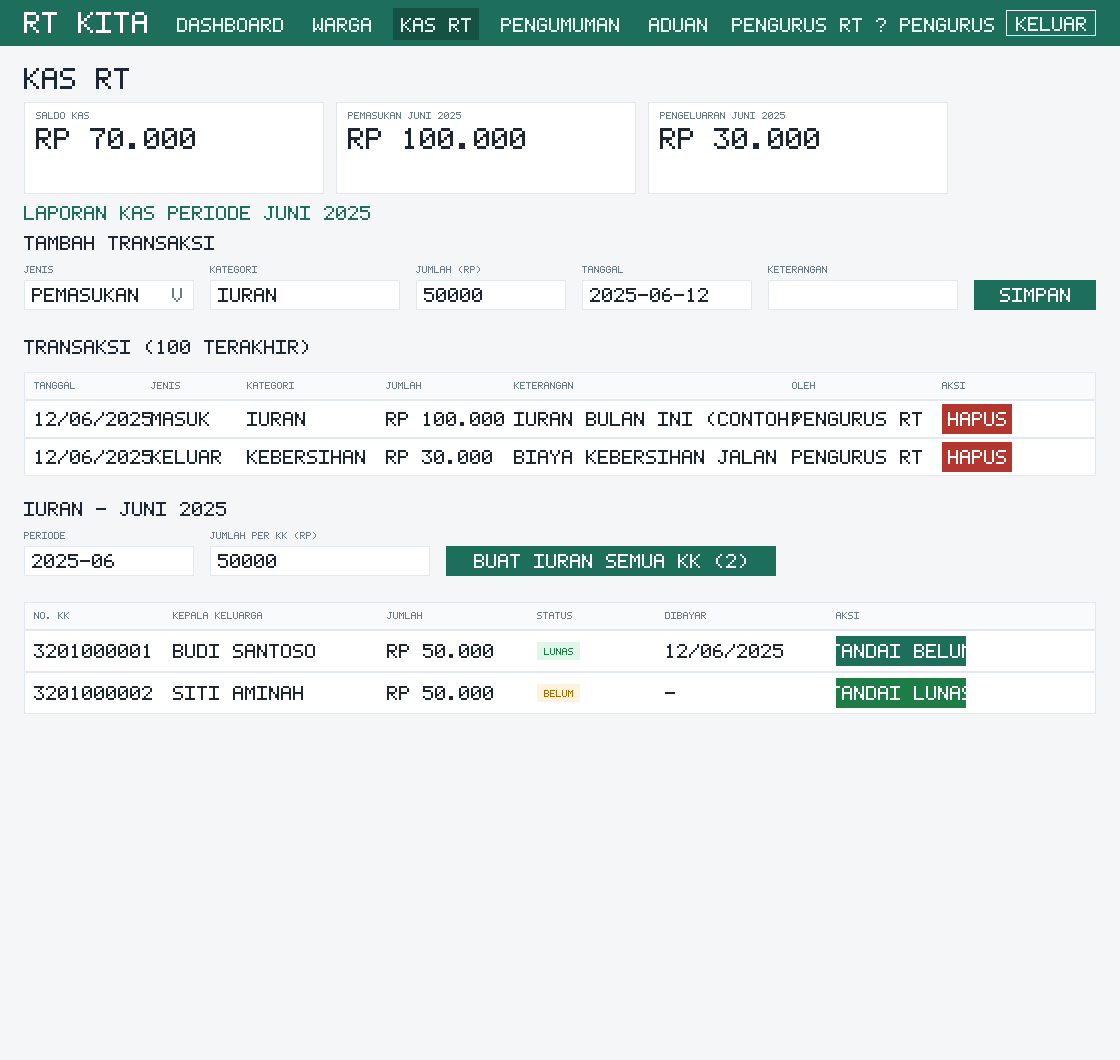 RT KITA DASHBOARD WARGA KAS RT PENGUMUMAN ADUAN PENGURUS RT ? PENGURUS KELUAR
KAS RT
SALDO KAS PEMASUKAN JUNI 2025 PENGELUARAN JUNI 2025
RP 70.000 RP 100.000 RP 30.000
LAPORAN KAS PERIODE JUNI 2025
TAMBAH TRANSAKSI
JENIS KATEGORI JUMLAH (RP) TANGGAL KETERANGAN
PEMASUKAN V IURAN 50000 2025-06-12 SIMPAN
TRANSAKSI (100 TERAKHIR)
TANGGAL JENIS KATEGORI JUMLAH KETERANGAN OLEH AKSI
12/06/2025 MASUK IURAN RP 100.000 IURAN BULAN INI (CONTOH PENGURUS RT HAPUS
12/06/2025 KELUAR KEBERSIHAN RP 30.000 BIAYA KEBERSIHAN JALAN PENGURUS RT HAPUS
IURAN - JUNI 2025
PERIODE JUMLAH PER KK (RP)
2025-06 50000 BUAT IURAN SEMUA KK (2)
NO. KK KEPALA KELUARGA JUMLAH STATUS DIBAYAR AKSI
3201000001 BUDI SANTOSO RP 50.000 LUNAS 12/06/2025 TANDAI BELUM
3201000002 SITI AMINAH RP 50.000 BELUM - TANDAI LUNAS